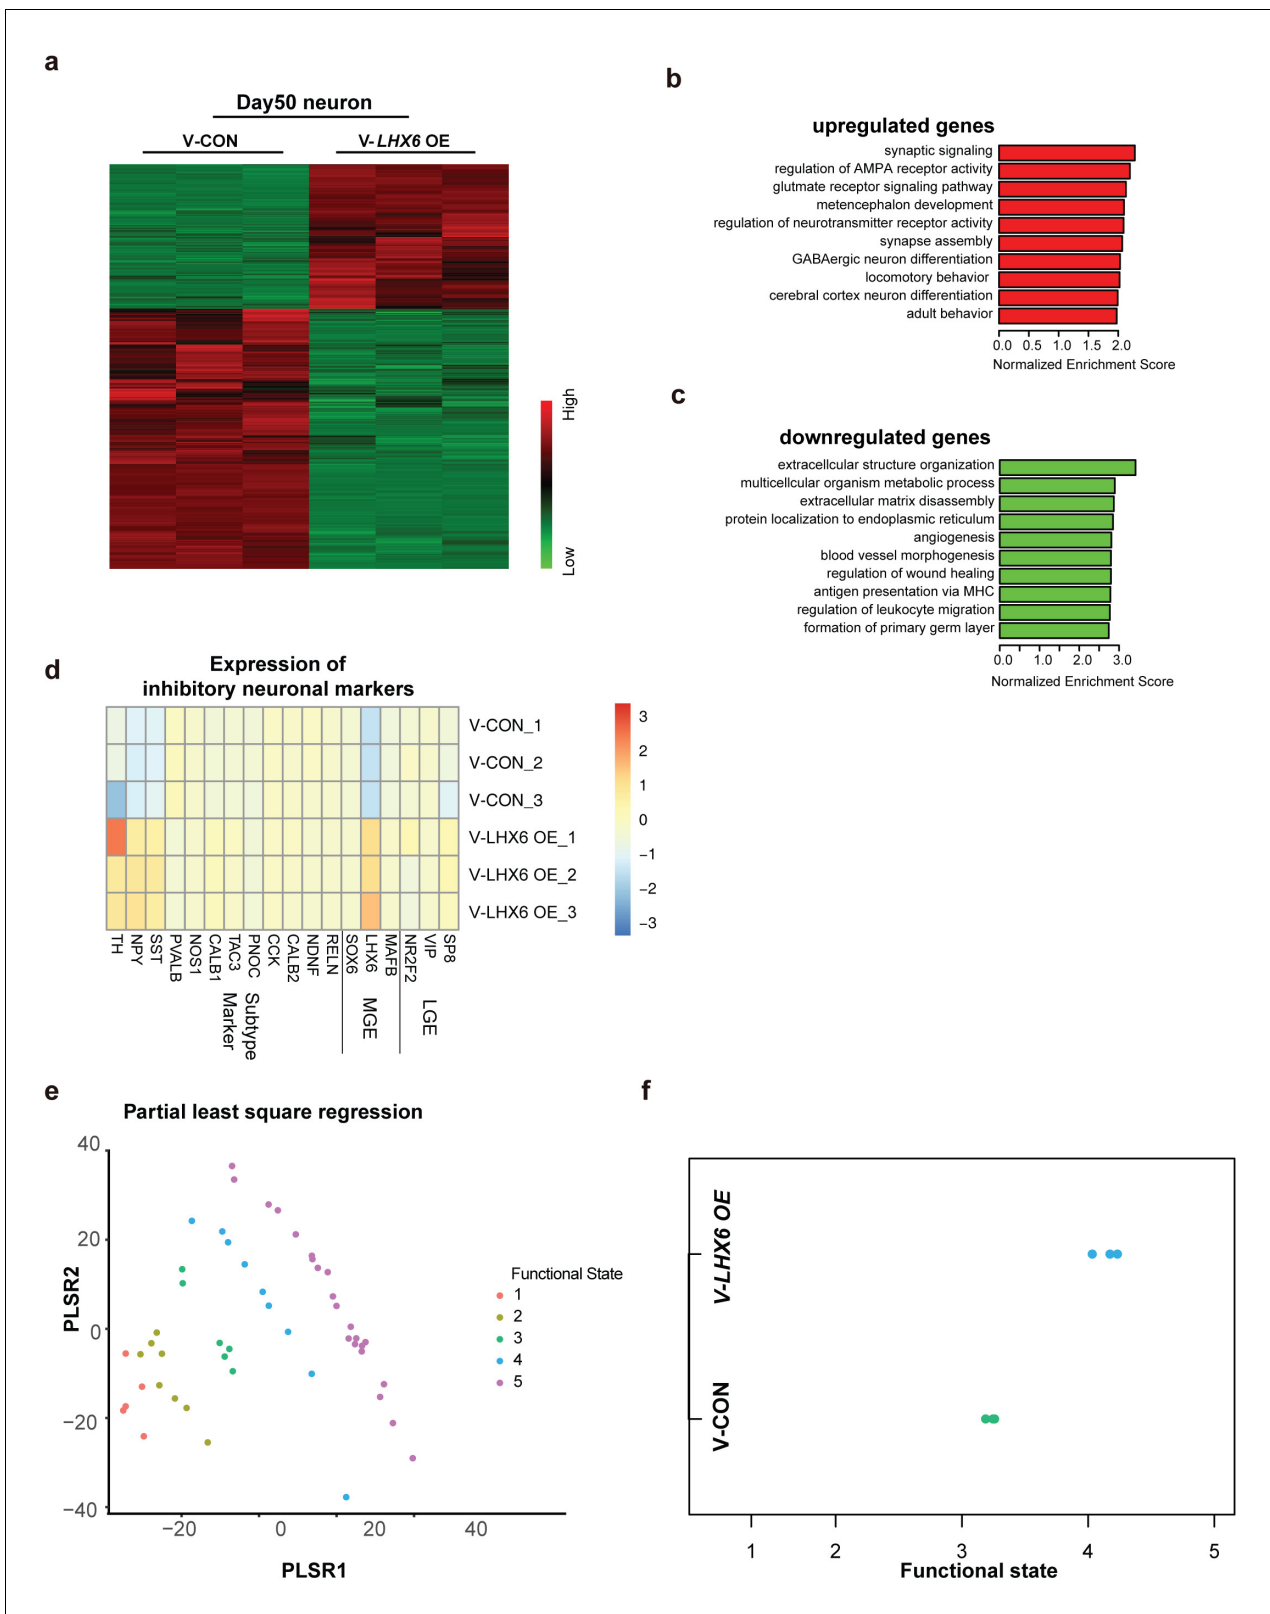 a
Day50 neuron
V-CON
V-LHX6 OE
High
Low
b
upregulated genes
synaptic signaling
regulation of AMPA receptor activity
glutmate receptor signaling pathway
metencephalon development
regulation of neurotransmitter receptor activity
synapse assembly
GABAergic neuron differentiation
locomotory behavior
cerebral cortex neuron differentiation
adult behavior
0.0 0.5 1.0 1.5 2.0
Normalized Enrichment Score
c
downregulated genes
extracellcular structure organization
multicellcular organism metabolic process
extracellular matrix disassembly
protein localization to endoplasmic reticulum
angiogenesis
blood vessel morphogenesis
regulation of wound healing
antigen presentation via MHC
regulation of leukocyte migration
formation of primary germ layer
0.0 1.0 2.0 3.0
Normalized Enrichment Score
d
Expression of
inhibitory neuronal markers
V-CON_1
V-CON_2
V-CON_3
V-LHX6 OE_1
V-LHX6 OE_2
V-LHX6 OE_3
3
2
1
0
−1
−2
−3
TH
NPY
SST
PVALB
NOS1
CALB1
TAC3
PNOC
CCK
CALB2
NDNF
RELN
SOX6
LHX6
MAFB
NR2F2
VIP
SP8
Subtype
Marker
MGE
LGE
e
Partial least square regression
40
20
0
−20
−40
PLSR2
−20 0 20 40
PLSR1
Functional State
1
2
3
4
5
f
V-LHX6 OE
V-CON
1 2 3 4 5
Functional state